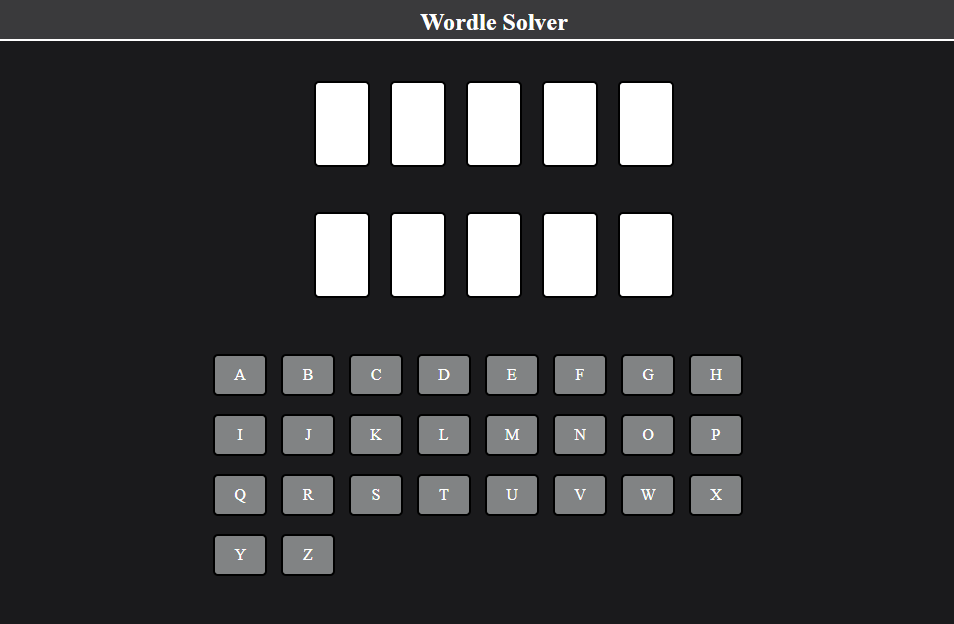 Wordle Solver
A B C D E F G H
I J K L M N O P
Q R S T U V W X
Y Z